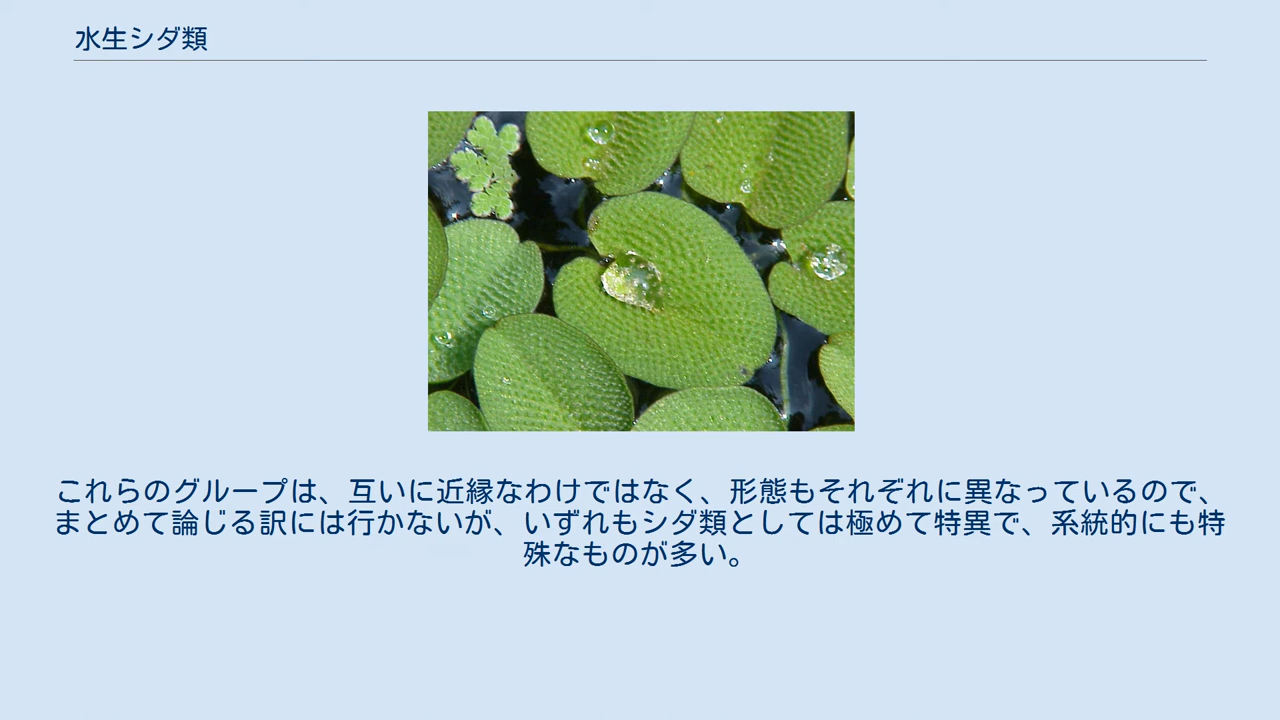 水生シダ類
これらのグループは、互いに近縁なわけではなく、形態もそれぞれに異なっているので、
まとめて論じる訳には行かないが、いずれもシダ類としては極めて特異で、系統的にも特
殊なものが多い。